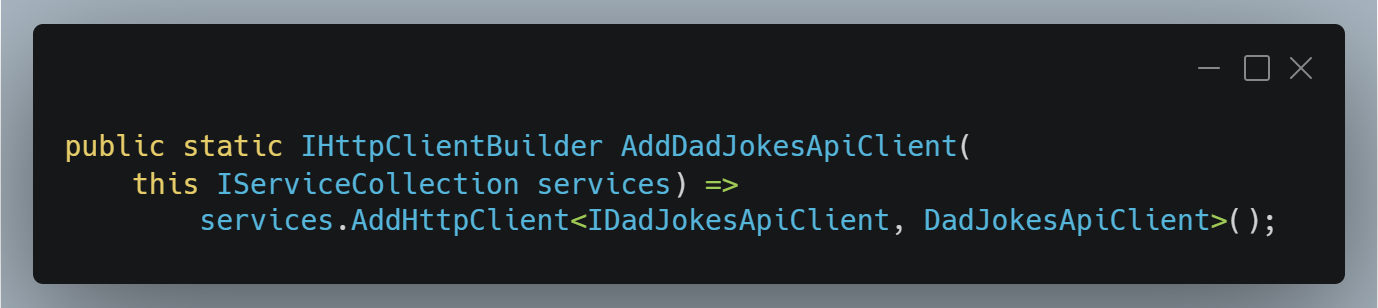 public static IHttpClientBuilder AddDadJokesApiClient(
    this IServiceCollection services) =>
        services.AddHttpClient<IDadJokesApiClient, DadJokesApiClient>();